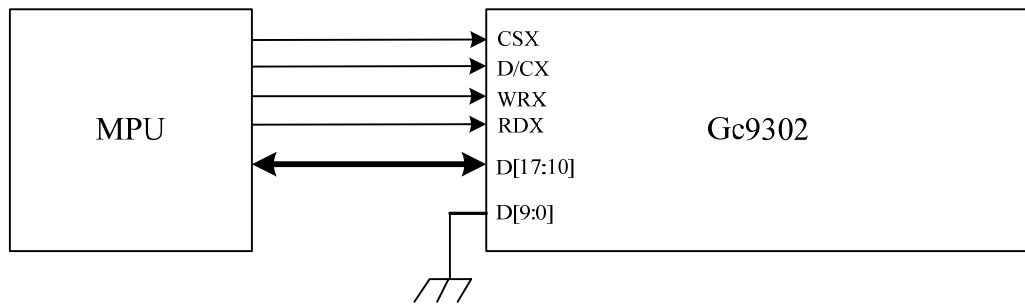 CSX
D/CX
WRX
MPU
RDX
Gc9302
D[17:10]
D[9:0]